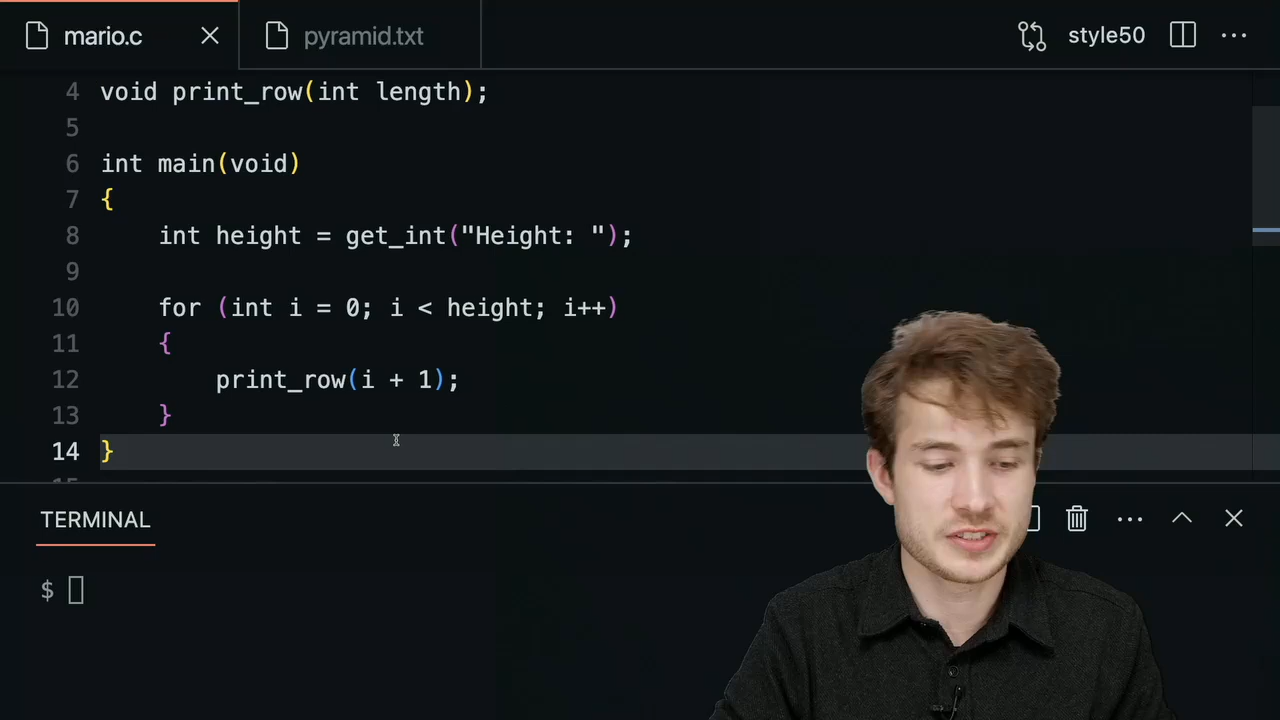 mario.c
pyramid.txt
style50
4 void print_row(int length);
5
6 int main(void)
7 {
8 int height = get_int("Height: ");
9
10 for (int i = 0; i < height; i++)
11 {
12 print_row(i + 1);
13 }
14 }
15
TERMINAL
$